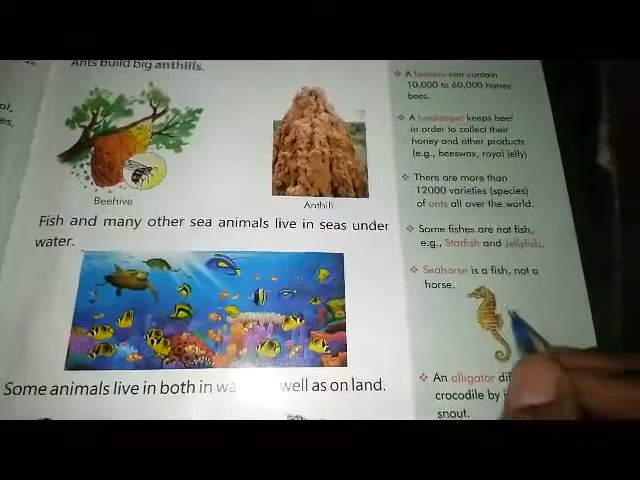 Ants build big anthills.
Beehive
Anthill
Fish and many other sea animals live in seas under
water.
Some animals live in both in wa well as on land.
A beehive can contain
10,000 to 60,000 honey
bees.
A beekeeper keeps bees
in order to collect their
honey and other products
(e.g., beeswax, royal jelly)
There are more than
12000 varieties (species)
of ants all over the world.
Some fishes are not fish,
e.g., Starfish and Jellyfish.
Seahorse is a fish, not a
horse.
An alligator
crocodile by
snout.